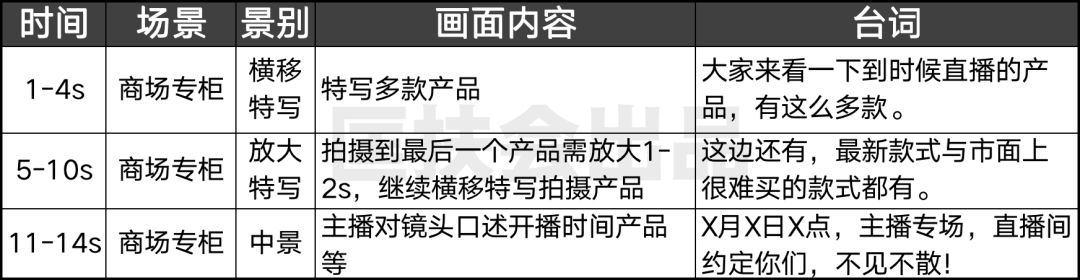 时间 场景 景别 画面内容 台词
1-4s 商场专柜 横移特写 特写多款产品 大家来看一下到时候直播的产品，有这么多款。
5-10s 商场专柜 放大特写 拍摄到最后一个产品需放大1-2s，继续横移特写拍摄产品 这边还有，最新款式与市面上很难买的款式都有。
11-14s 商场专柜 中景 主播对镜头口述开播时间产品等 X月X日X点，主播专场，直播间约定你们，不见不散!